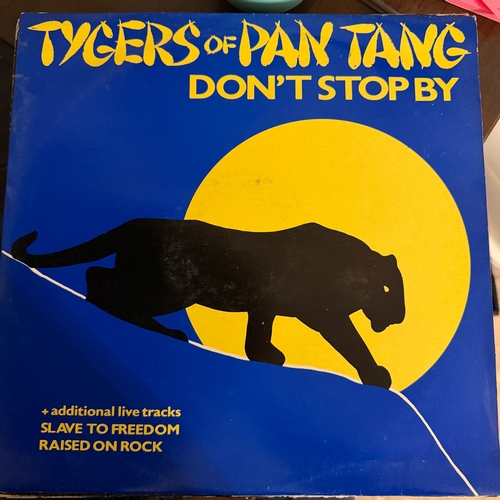 TYGERS OF PAN TANG
DON'T STOP BY
+ additional live tracks
SLAVE TO FREEDOM
RAISED ON ROCK